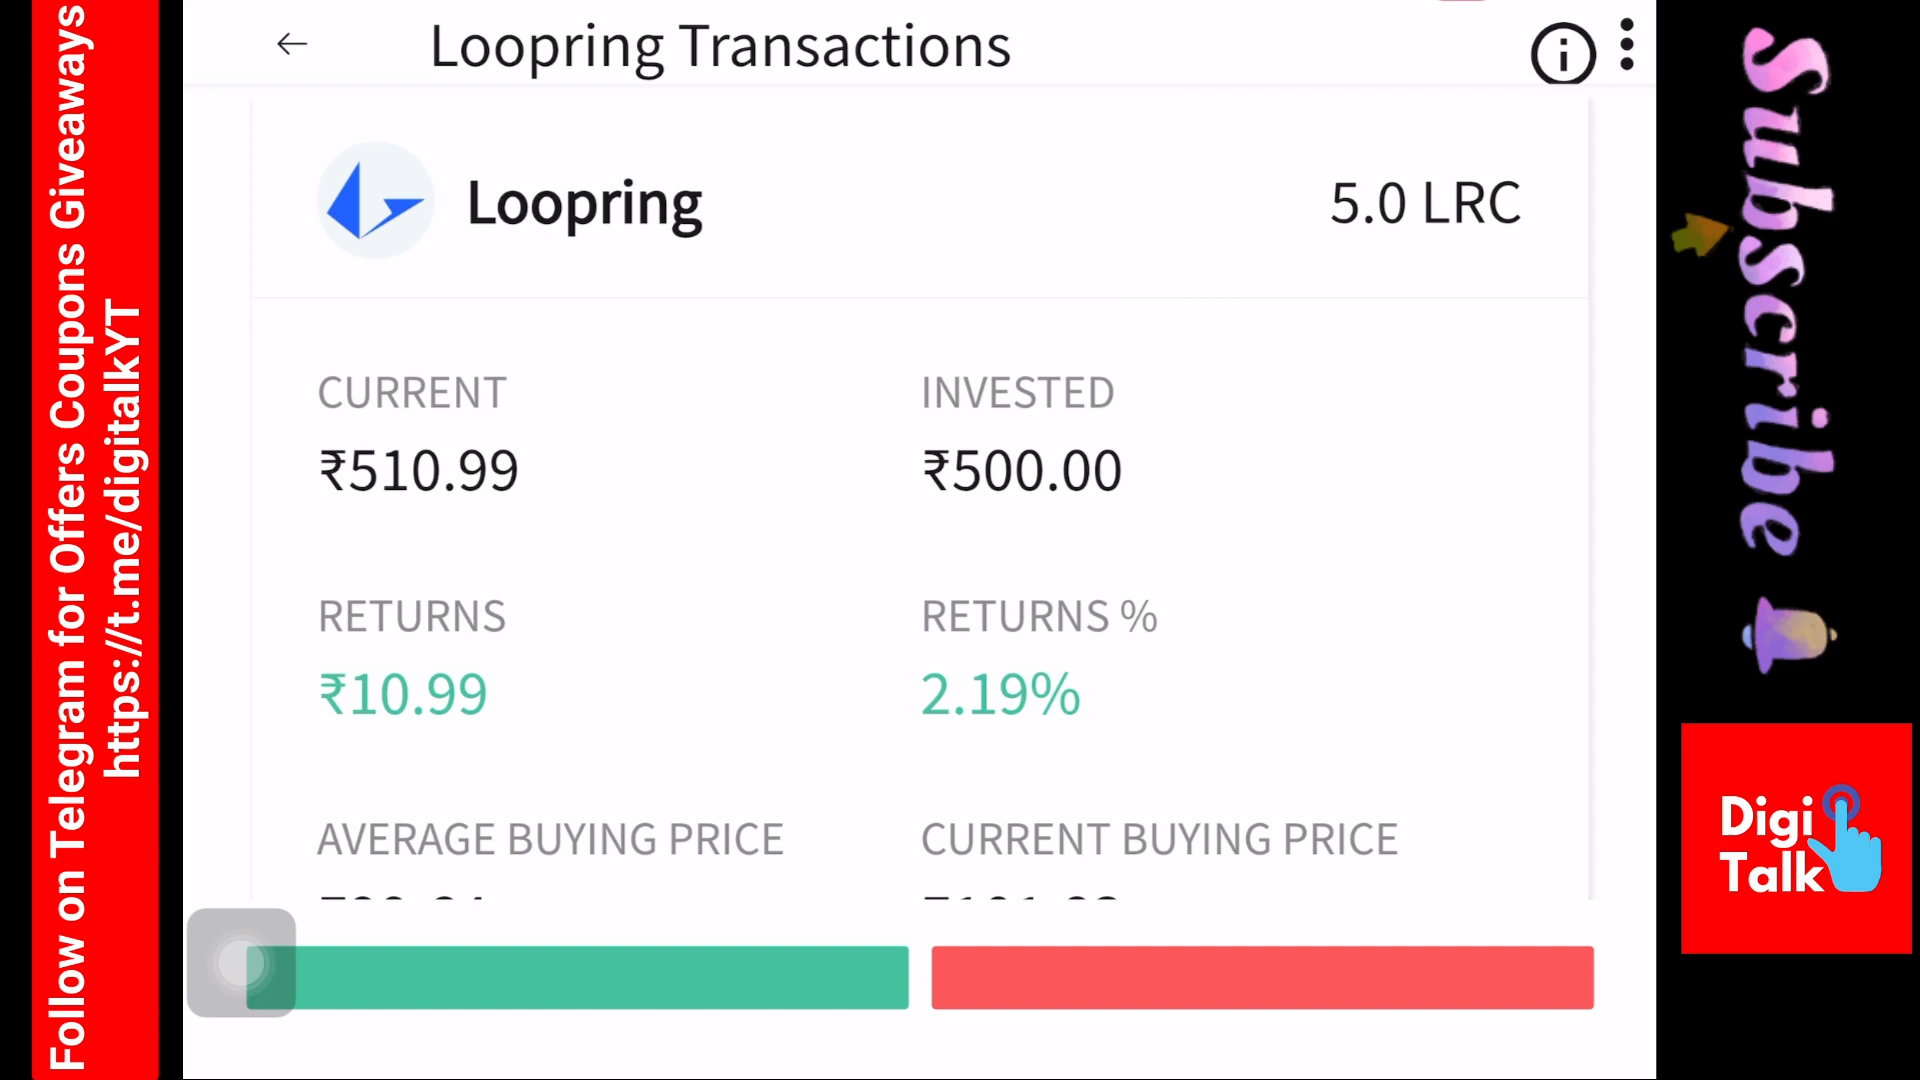 Follow on Telegram for Offers Coupons Giveaways
https://t.me/digitalkYT
Loopring Transactions
Loopring
5.0 LRC
CURRENT
INVESTED
₹510.99
₹500.00
RETURNS
RETURNS %
₹10.99
2.19%
AVERAGE BUYING PRICE
CURRENT BUYING PRICE
Subscribe
Digi
Talk